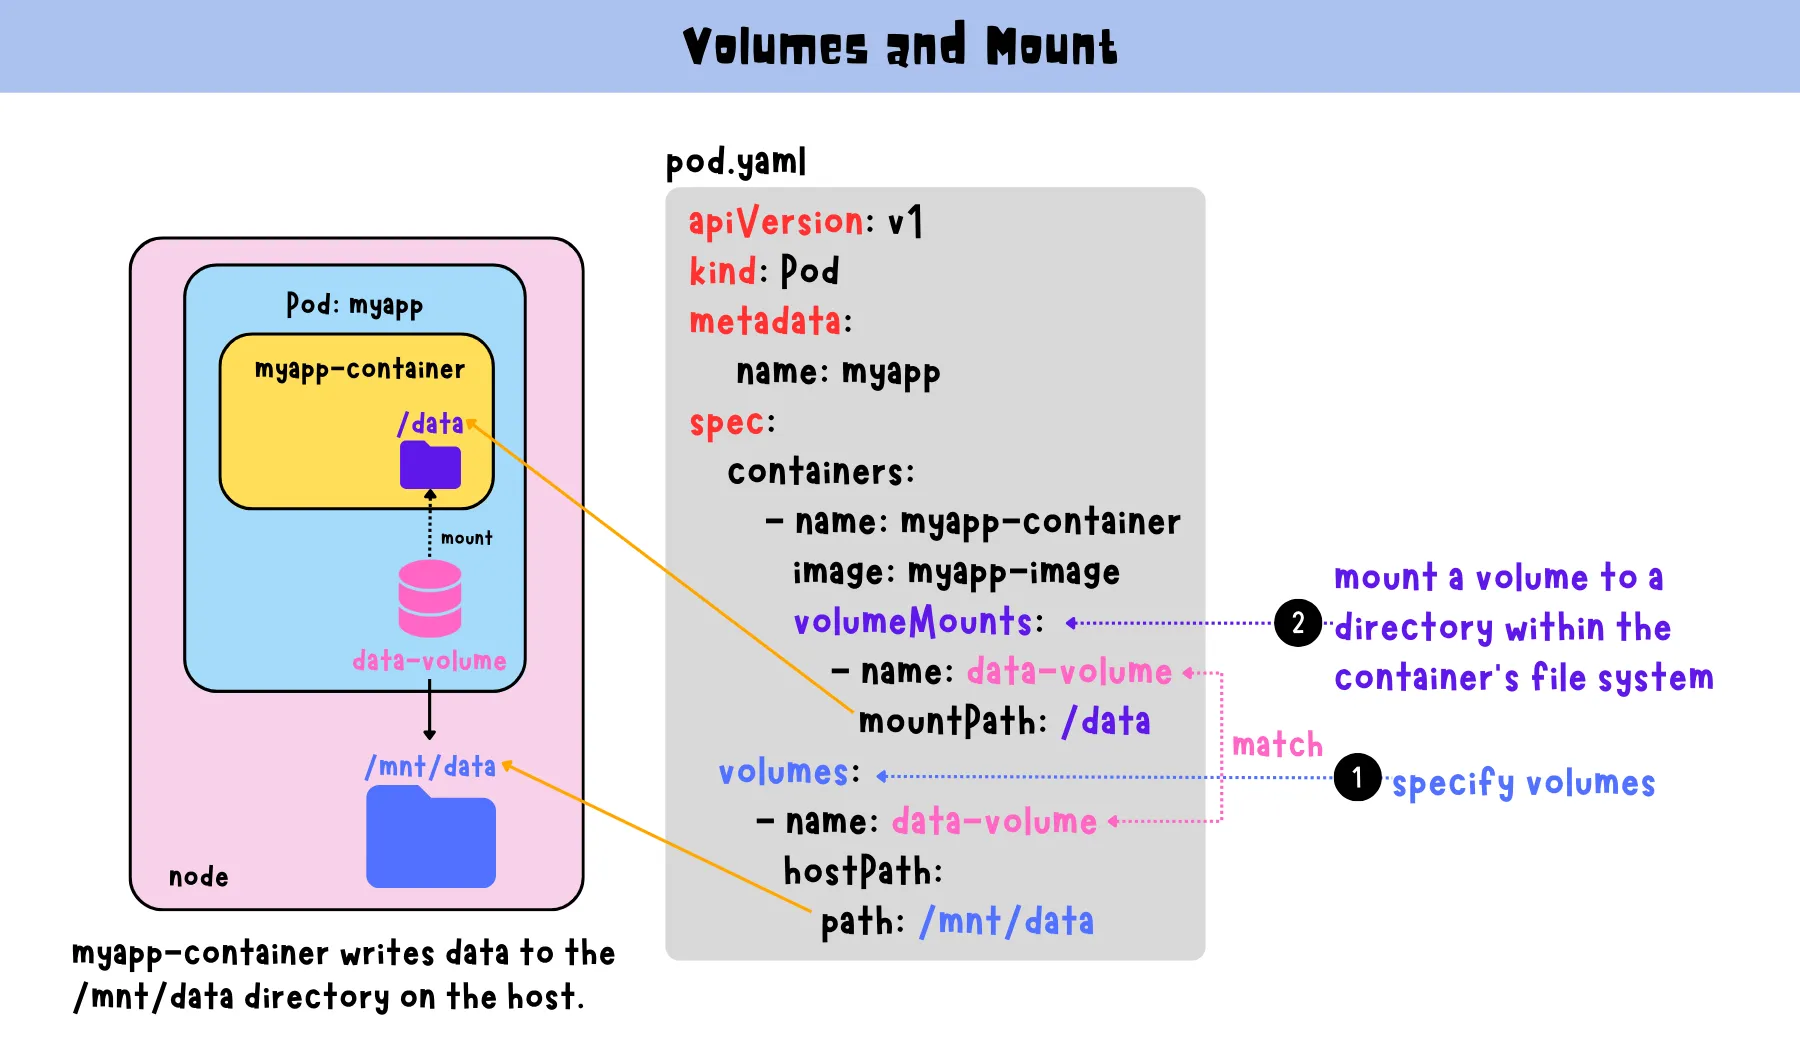 Volumes and Mount
Pod: myapp
myapp-container
/data
mount
data-volume
/mnt/data
node
myapp-container writes data to the
/mnt/data directory on the host.
pod.yaml
apiVersion: v1
kind: Pod
metadata:
name: myapp
spec:
containers:
- name: myapp-container
image: myapp-image
volumeMounts:
- name: data-volume
mountPath: /data
volumes:
- name: data-volume
hostPath:
path: /mnt/data
2
mount a volume to a
directory within the
container's file system
match
1
specify volumes